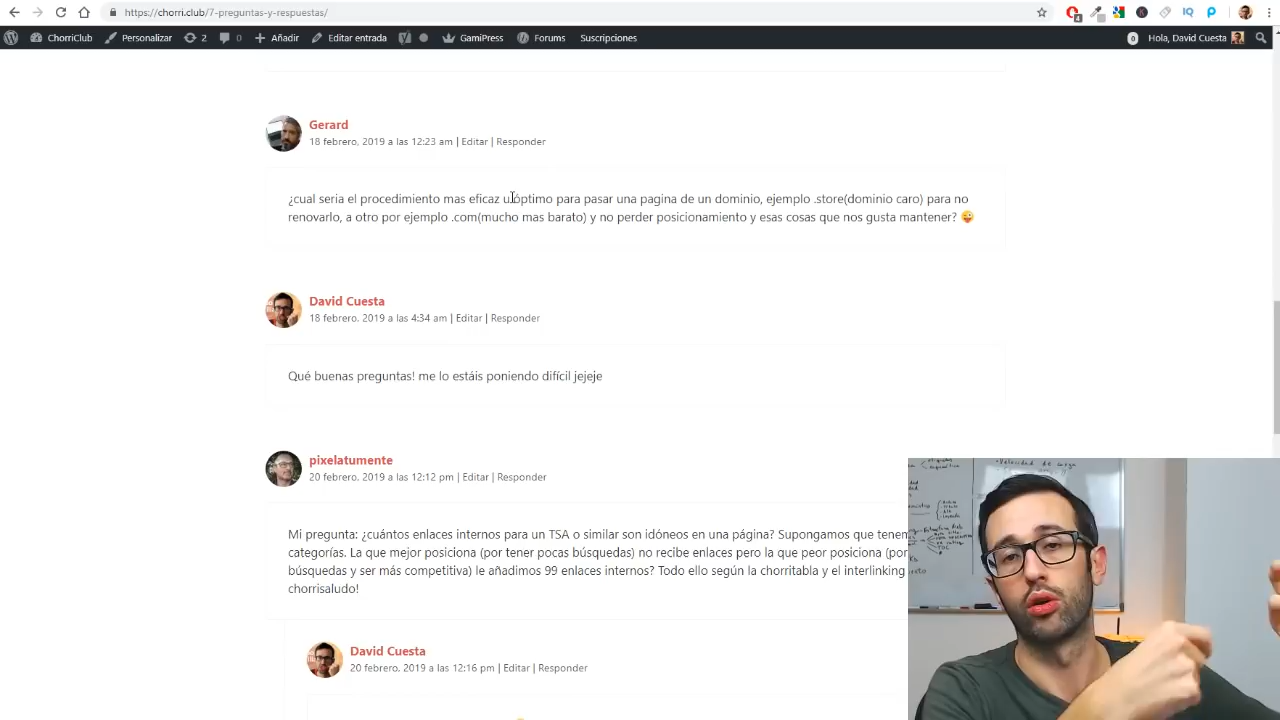 https://chorri.club/7-preguntas-y-respuestas/
ChorriClub Personalizar 2 0 Añadir Editar entrada GamiPress Forums Suscripciones 0 Hola, David Cuesta
Gerard
18 febrero, 2019 a las 12:23 am | Editar | Responder
¿cual seria el procedimiento mas eficaz u óptimo para pasar una pagina de un dominio, ejemplo .store(dominio caro) para no
renovarlo, a otro por ejemplo .com(mucho mas barato) y no perder posicionamiento y esas cosas que nos gusta mantener? 😜
David Cuesta
18 febrero, 2019 a las 4:34 am | Editar | Responder
Qué buenas preguntas! me lo estáis poniendo difícil jejeje
pixelatumente
20 febrero, 2019 a las 12:12 pm | Editar | Responder
Mi pregunta: ¿cuántos enlaces internos para un TSA o similar son idóneos en una página? Supongamos que tenem
categorías. La que mejor posiciona (por tener pocas búsquedas) no recibe enlaces pero la que peor posiciona (por
búsquedas y ser más competitiva) le añadimos 99 enlaces internos? Todo ello según la chorritabla y el interlinking
chorrisaludo!
Velocidad de carga
David Cuesta
20 febrero, 2019 a las 12:16 pm | Editar | Responder